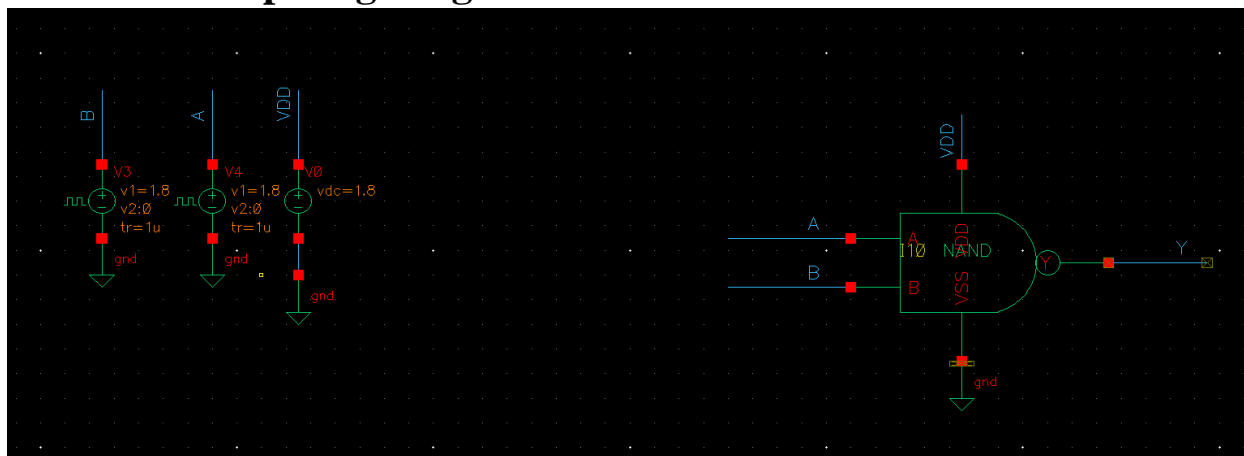 B
A
VDD
V3
v1=1.8
v2:0
tr=1u
gnd
V4
v1=1.8
v2:0
tr=1u
gnd
V0
vdc=1.8
gnd
VDD
A
B
A
B
I10
NAND
VDD
VSS
Y
Y
gnd